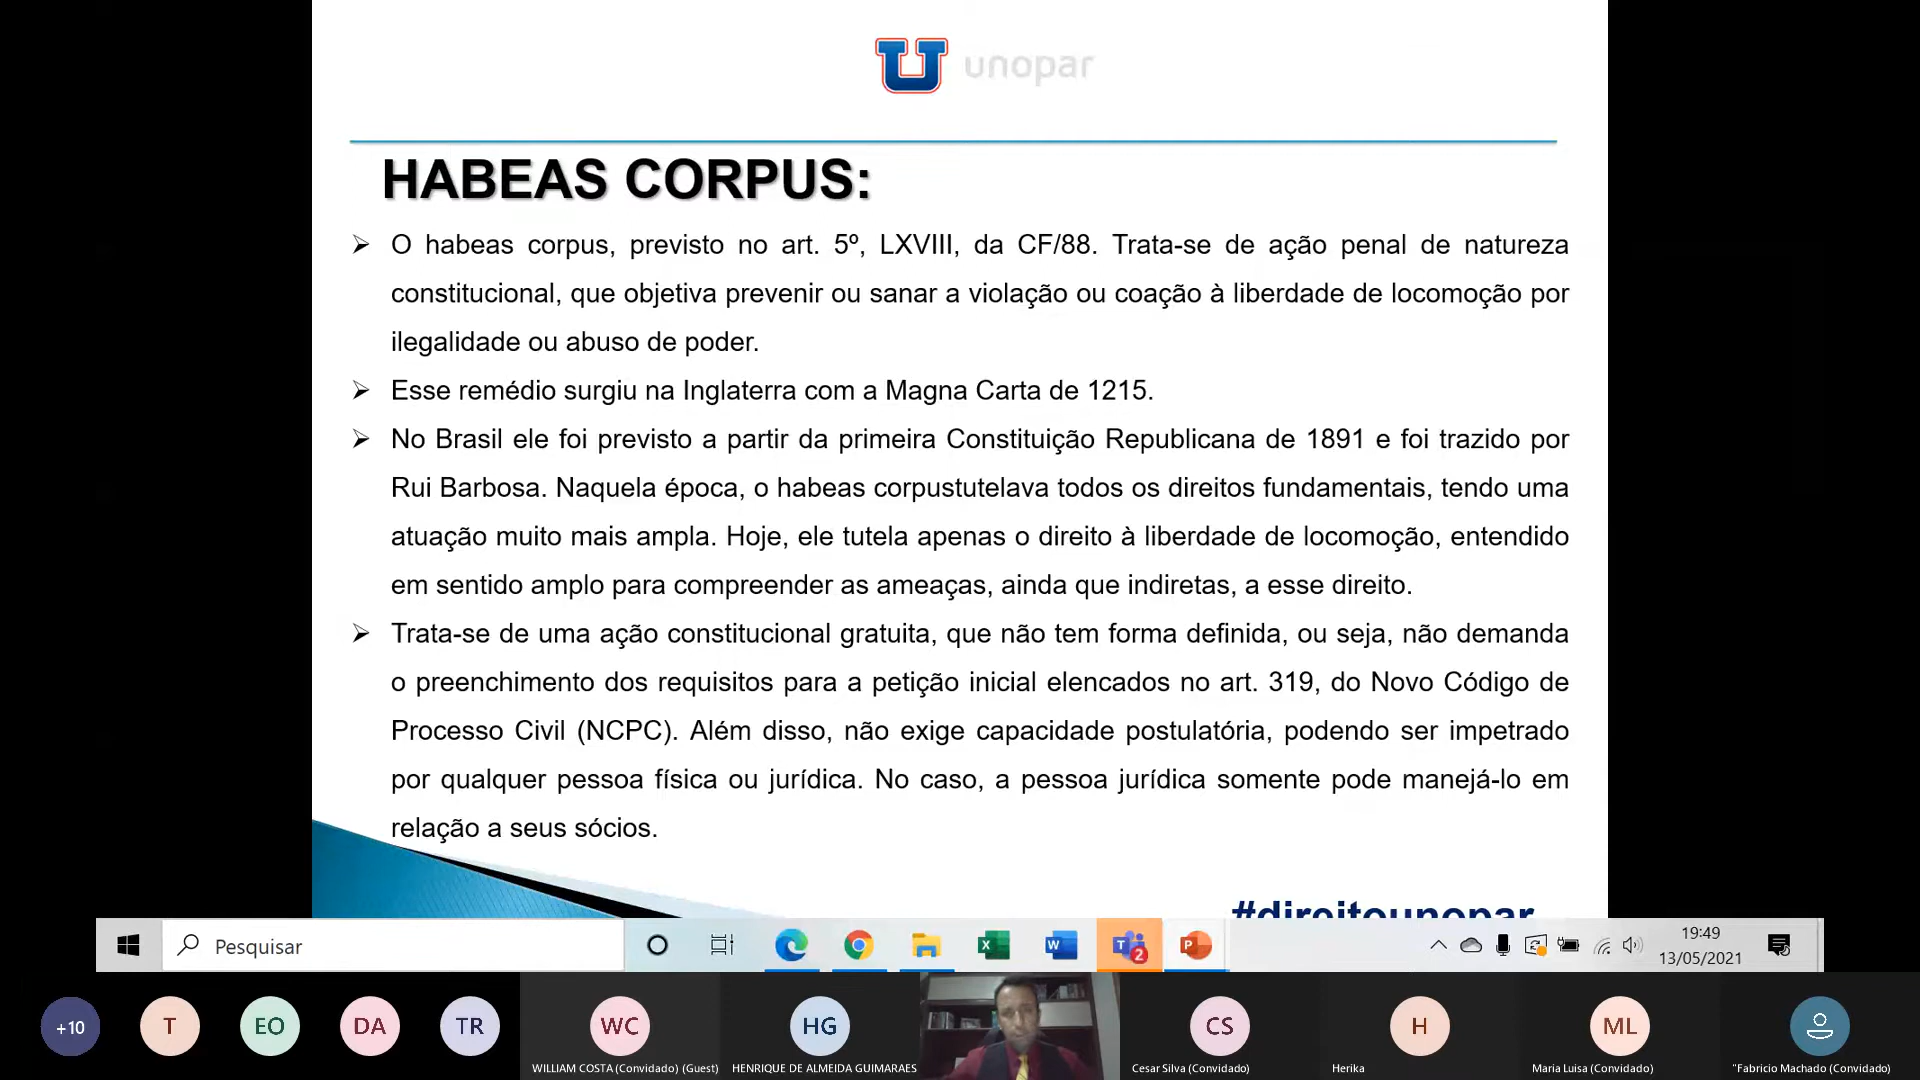 unopar
HABEAS CORPUS:
O habeas corpus, previsto no art. 5º, LXVIII, da CF/88. Trata-se de ação penal de natureza
constitucional, que objetiva prevenir ou sanar a violação ou coação à liberdade de locomoção por
ilegalidade ou abuso de poder.
Esse remédio surgiu na Inglaterra com a Magna Carta de 1215.
No Brasil ele foi previsto a partir da primeira Constituição Republicana de 1891 e foi trazido por
Rui Barbosa. Naquela época, o habeas corpustutelava todos os direitos fundamentais, tendo uma
atuação muito mais ampla. Hoje, ele tutela apenas o direito à liberdade de locomoção, entendido
em sentido amplo para compreender as ameaças, ainda que indiretas, a esse direito.
Trata-se de uma ação constitucional gratuita, que não tem forma definida, ou seja, não demanda
o preenchimento dos requisitos para a petição inicial elencados no art. 319, do Novo Código de
Processo Civil (NCPC). Além disso, não exige capacidade postulatória, podendo ser impetrado
por qualquer pessoa física ou jurídica. No caso, a pessoa jurídica somente pode manejá-lo em
relação a seus sócios.
#direitounopar
Pesquisar
2
19:49
13/05/2021
+10
T
EO
DA
TR
WC
HG
CS
H
ML
WILLIAM COSTA (Convidado) (Guest)
HENRIQUE DE ALMEIDA GUIMARAES
Cesar Silva (Convidado)
Herika
Maria Luisa (Convidado)
"Fabricio Machado (Convidado)